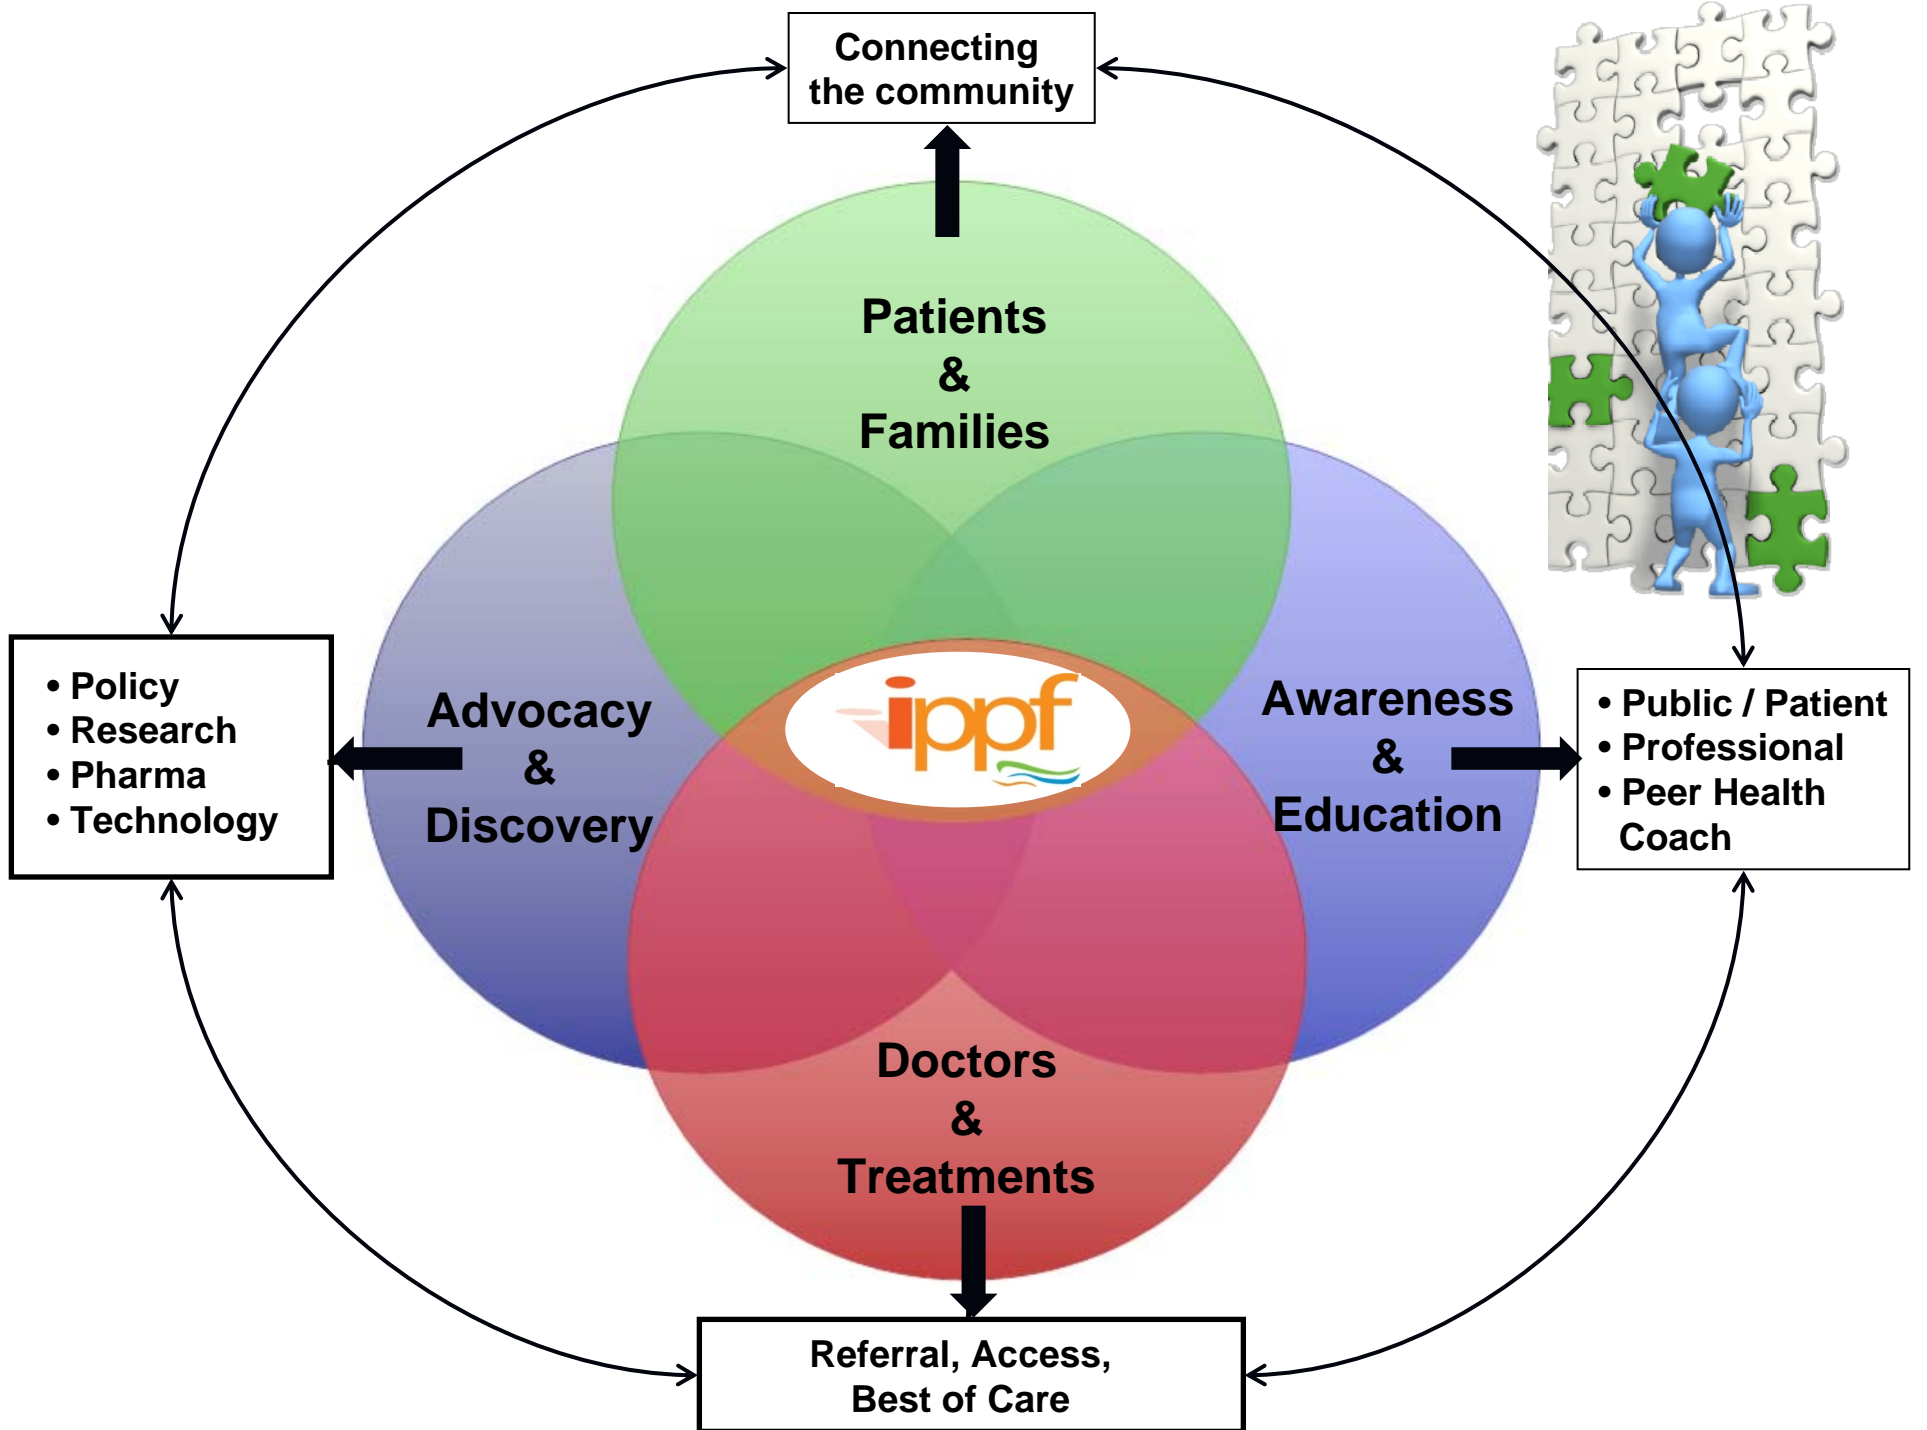 Connecting
the community
Patients
&
Families
• Policy
• Research
• Pharma
• Technology
Advocacy
&
Discovery
ippf
Awareness
&
Education
• Public / Patient
• Professional
• Peer Health
Coach
Doctors
&
Treatments
Referral, Access,
Best of Care